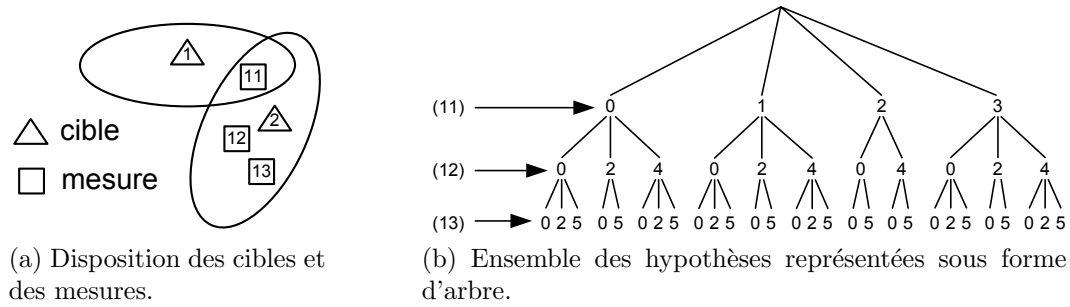 1
11
2
12
13
cible
mesure
(11) 0 1 2 3
(12) 0 2 4 0 2 4 0 4 0 2 4
(13) 0 2 5 0 5 0 2 5 0 2 5 0 5 0 2 5 0 5 0 5 0 2 5 0 5 0 2 5
(a) Disposition des cibles et
des mesures.
(b) Ensemble des hypothèses représentées sous forme
d'arbre.